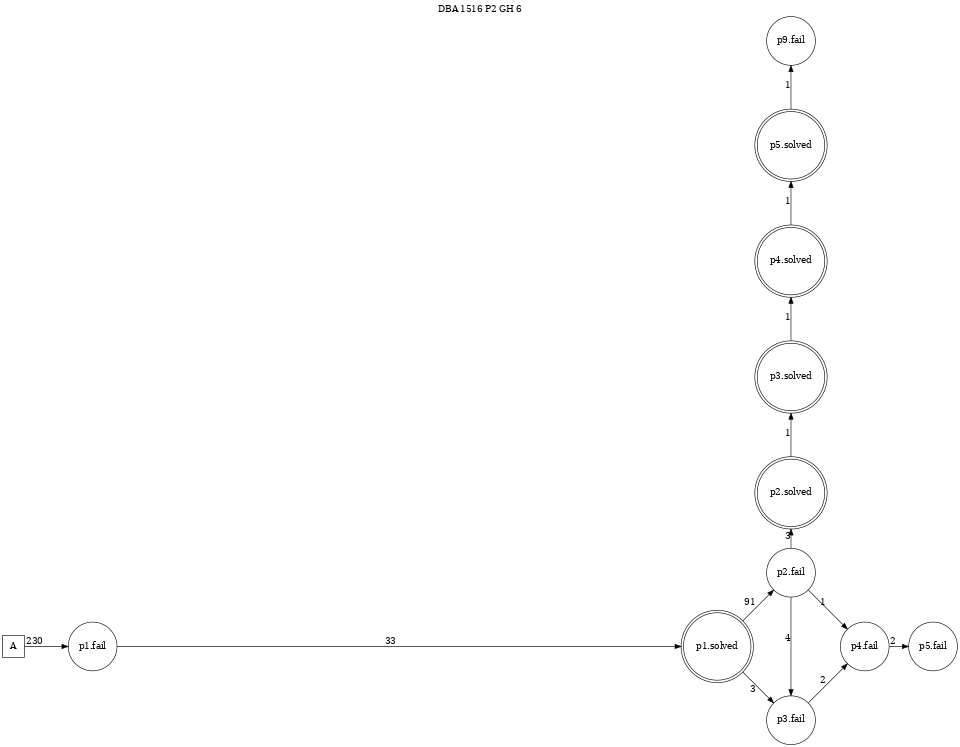 DBA 1516 P2 GH 6
p9.fail
1
p5.solved
1
p4.solved
1
p3.solved
1
p2.solved
3
p2.fail
91
1
A
230
p1.fail
33
p1.solved
4
p4.fail
2
p5.fail
3
2
p3.fail